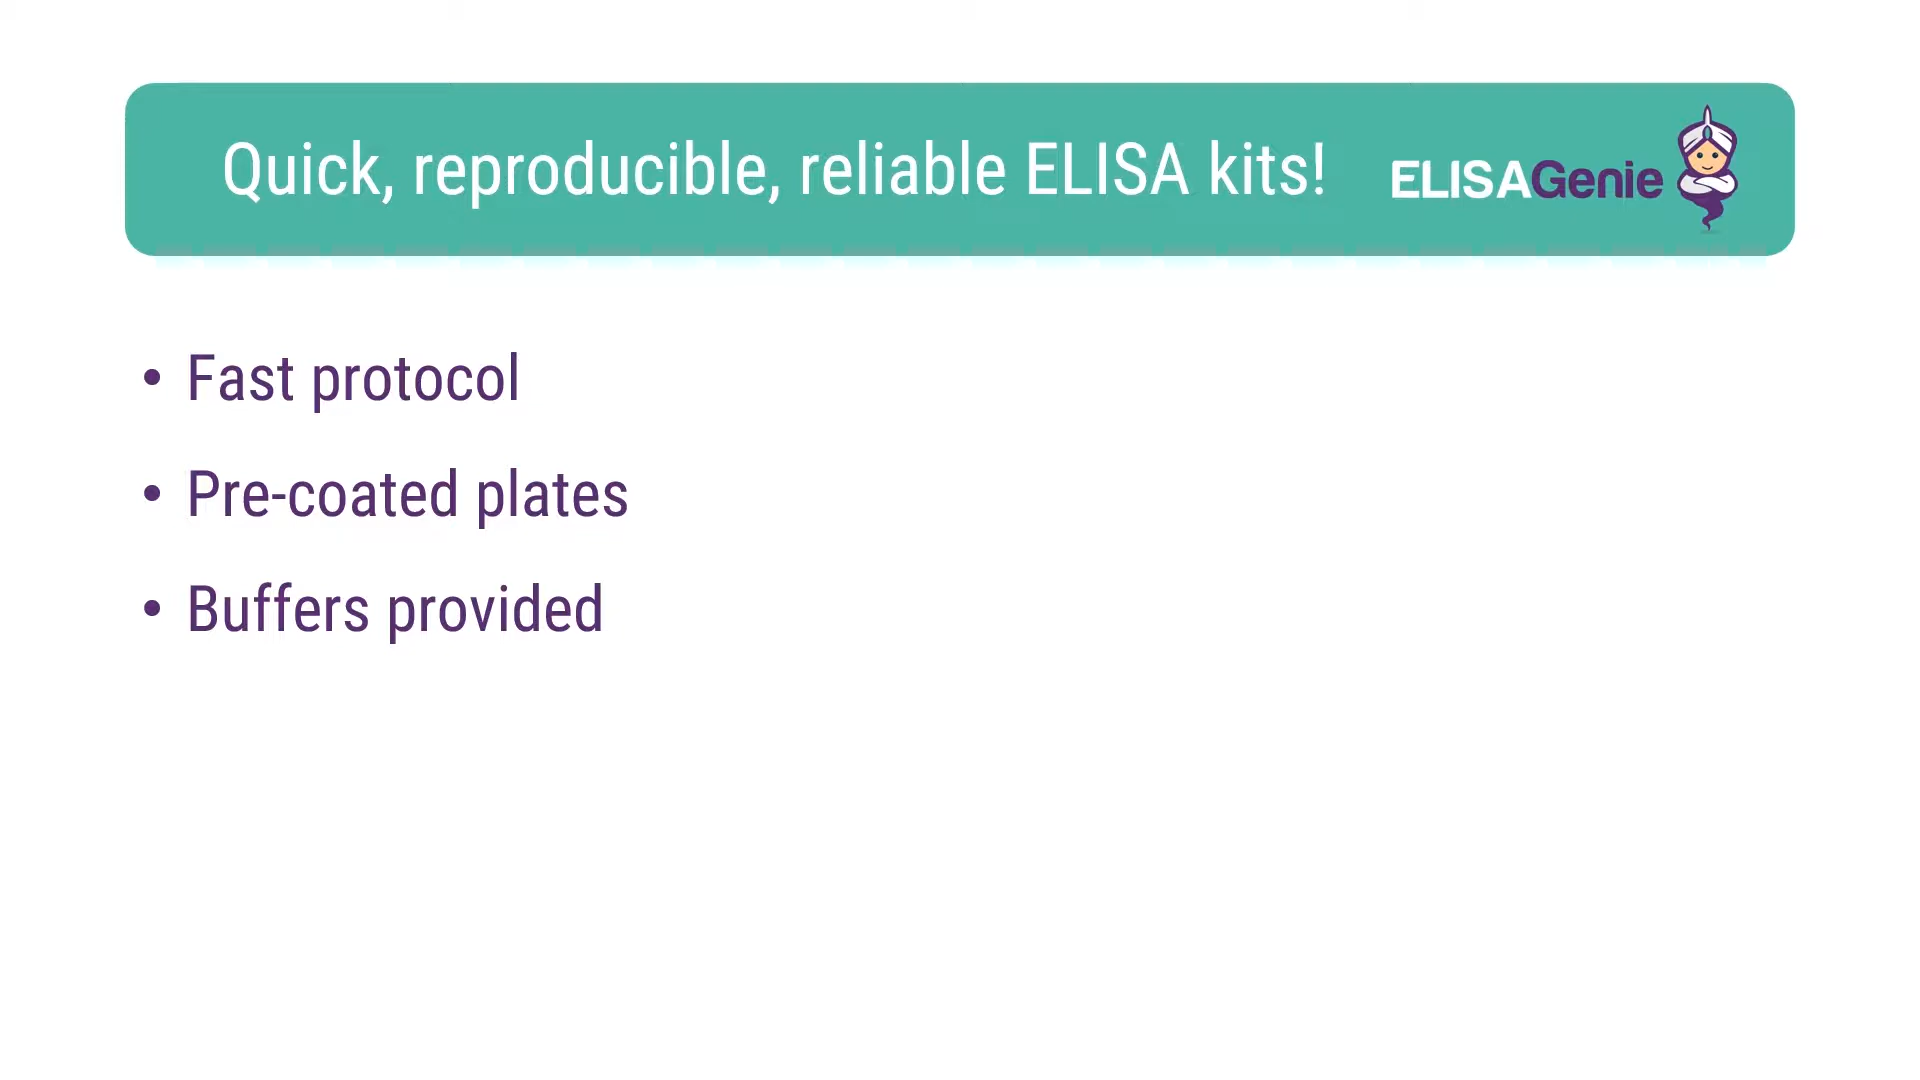 Quick, reproducible, reliable ELISA kits!
ELISAGenie
• Fast protocol
• Pre-coated plates
• Buffers provided